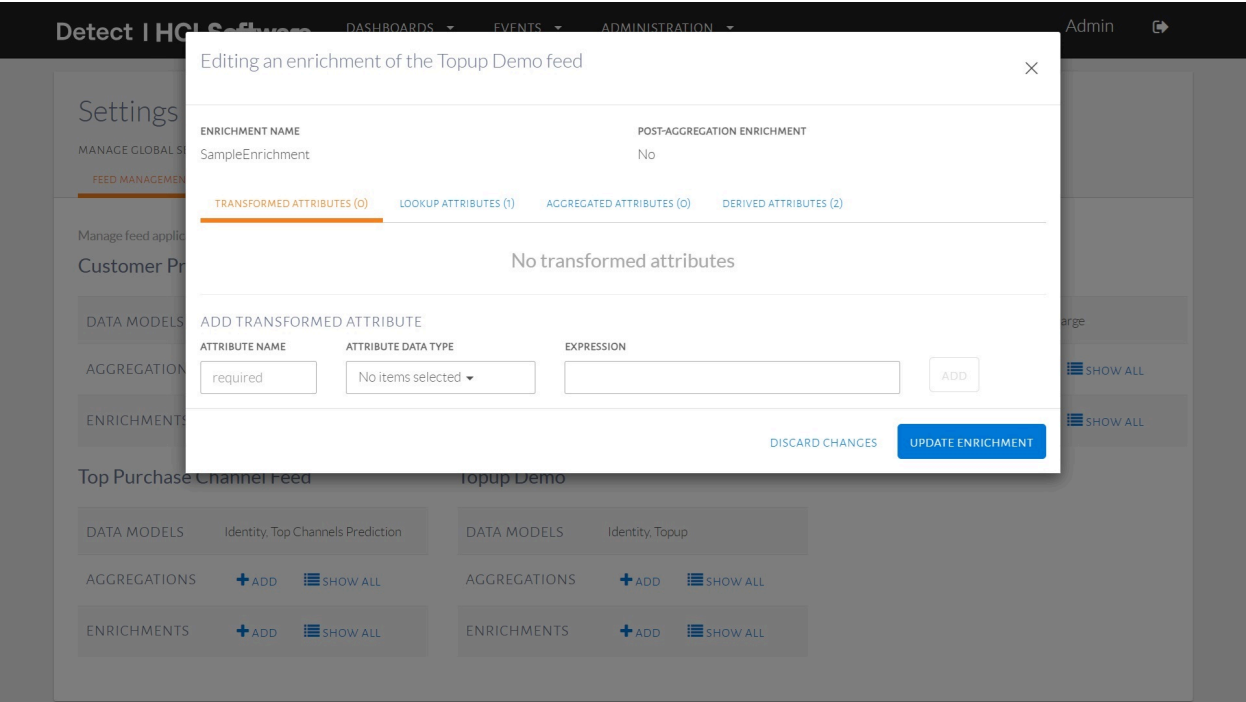 Detect | HCLSoftware DASHBOARDS EVENTS ADMINISTRATION Admin
Editing an enrichment of the Topup Demo feed
Settings
ENRICHMENT NAME POST-AGGREGATION ENRICHMENT
MANAGE GLOBAL S
SampleEnrichment No
FEED MANAGEMEN
TRANSFORMED ATTRIBUTES (0) LOOKUP ATTRIBUTES (1) AGGREGATED ATTRIBUTES (0) DERIVED ATTRIBUTES (2)
Manage feed applic
No transformed attributes
Customer Pr
DATA MODELS arge
ADD TRANSFORMED ATTRIBUTE
ATTRIBUTE NAME ATTRIBUTE DATA TYPE EXPRESSION
AGGREGATION SHOW ALL
required No items selected ADD
ENRICHMENTS SHOW ALL
DISCARD CHANGES UPDATE ENRICHMENT
Top Purchase Channel Feed Topup Demo
DATA MODELS Identity, Top Channels Prediction DATA MODELS Identity, Topup
AGGREGATIONS ADD SHOW ALL AGGREGATIONS ADD SHOW ALL
ENRICHMENTS ADD SHOW ALL ENRICHMENTS ADD SHOW ALL